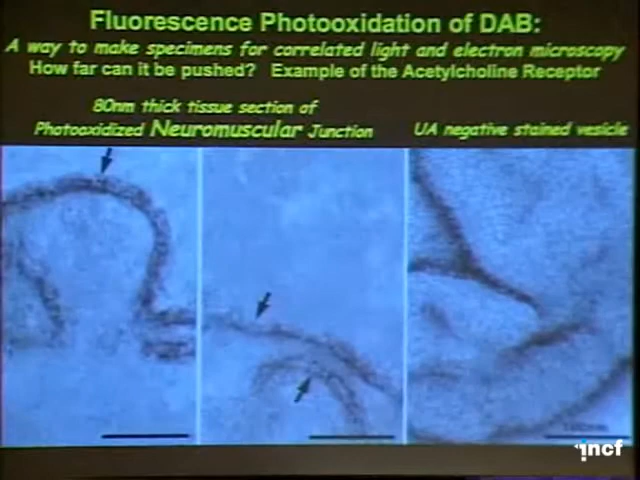 Fluorescence Photooxidation of DAB:
A way to make specimens for correlated light and electron microscopy
How far can it be pushed? Example of the Acetylcholine Receptor
80nm thick tissue section of
Photooxidized Neuromuscular Junction
UA negative stained vesicle
incf